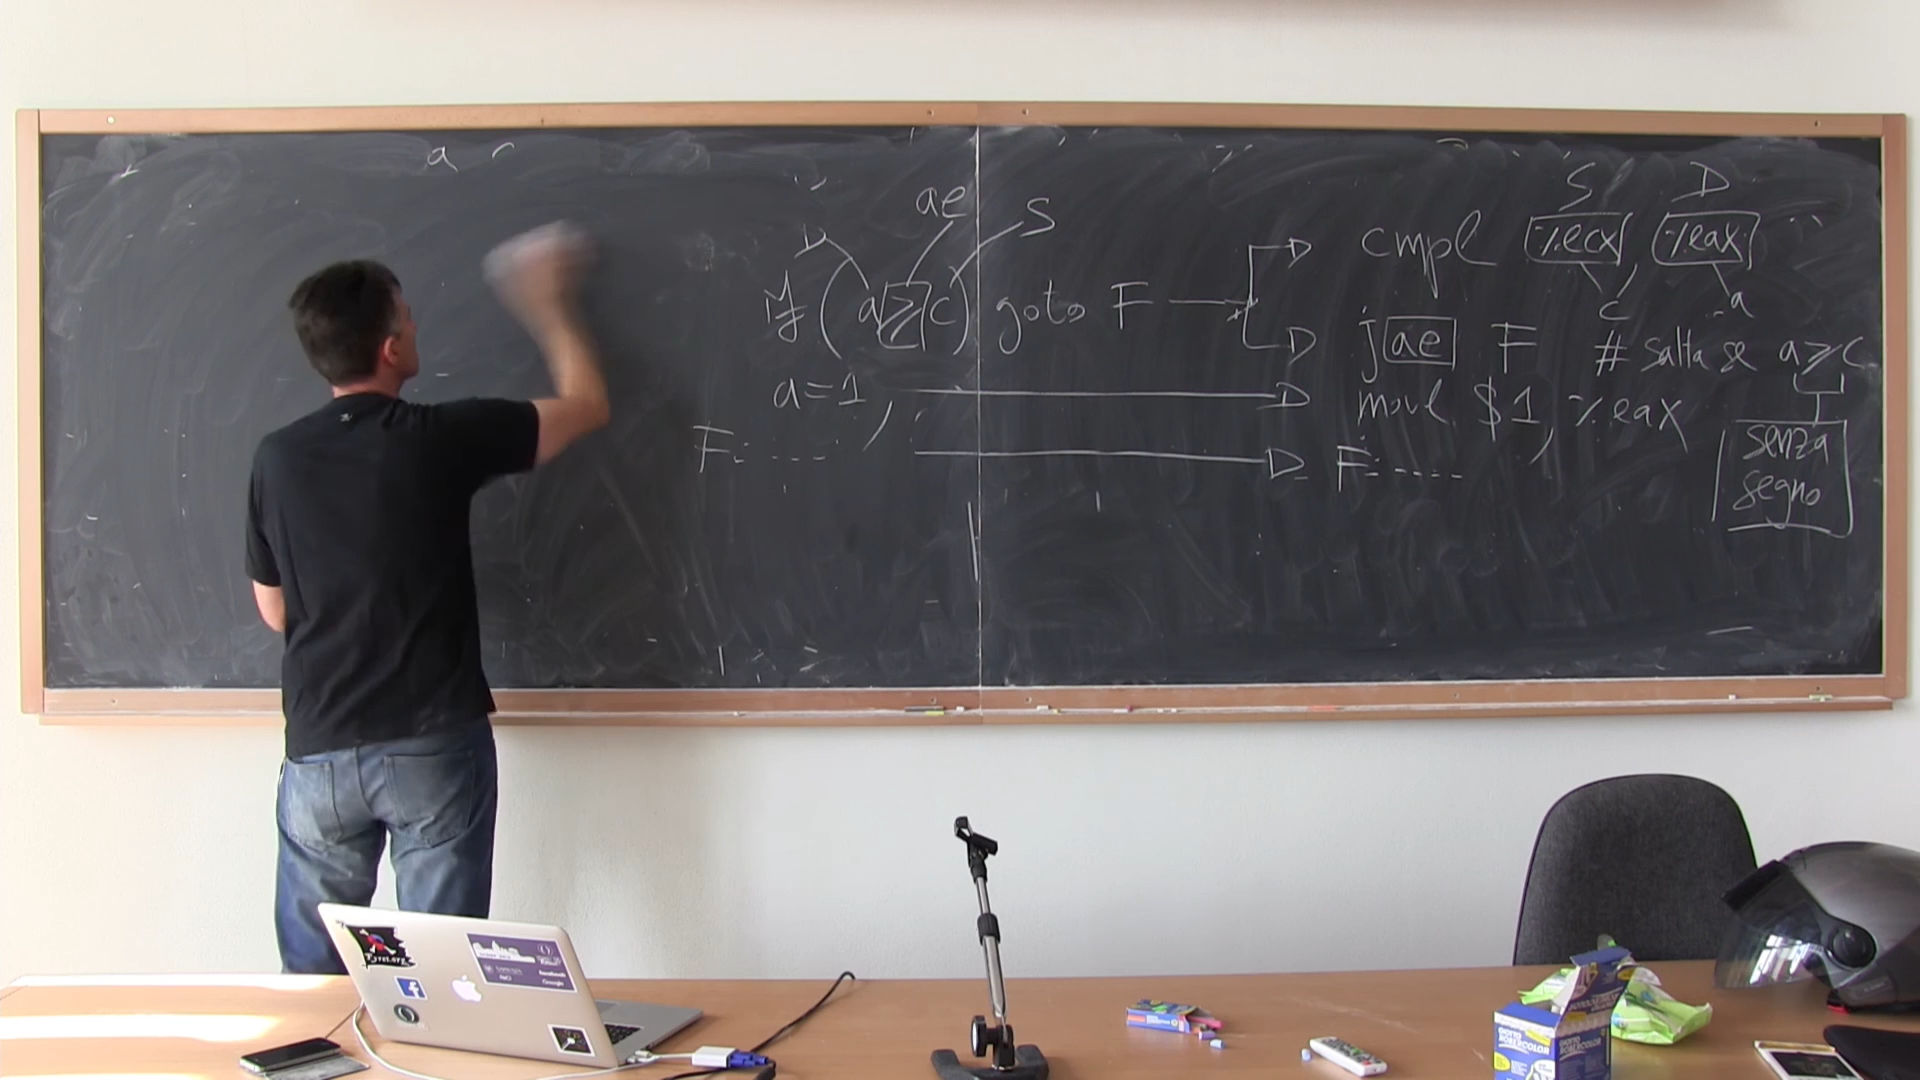 a
ae S S D
D
if (a ≥ c) goto F cmpl %ecx, %eax
c a
jae F # salta se a ≥ c
a=1, movl $1, %eax
F: ---- F: -----
senza
segno